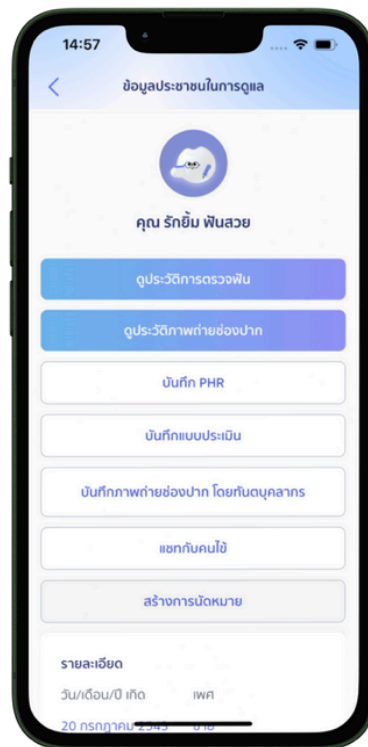 14:57
ข้อมูลประชาชนในการดูแล
คุณ รักยิ้ม ฟันสวย
ดูประวัติการตรวจฟัน
ดูประวัติภาพถ่ายช่องปาก
บันทึก PHR
บันทึกแบบประเมิน
บันทึกภาพถ่ายช่องปาก โดยทันตบุคลากร
แชทกับคนไข้
สร้างการนัดหมาย
รายละเอียด
วัน/เดือน/ปี เกิด เพศ
20 กรกฎาคม 2543 ชาย